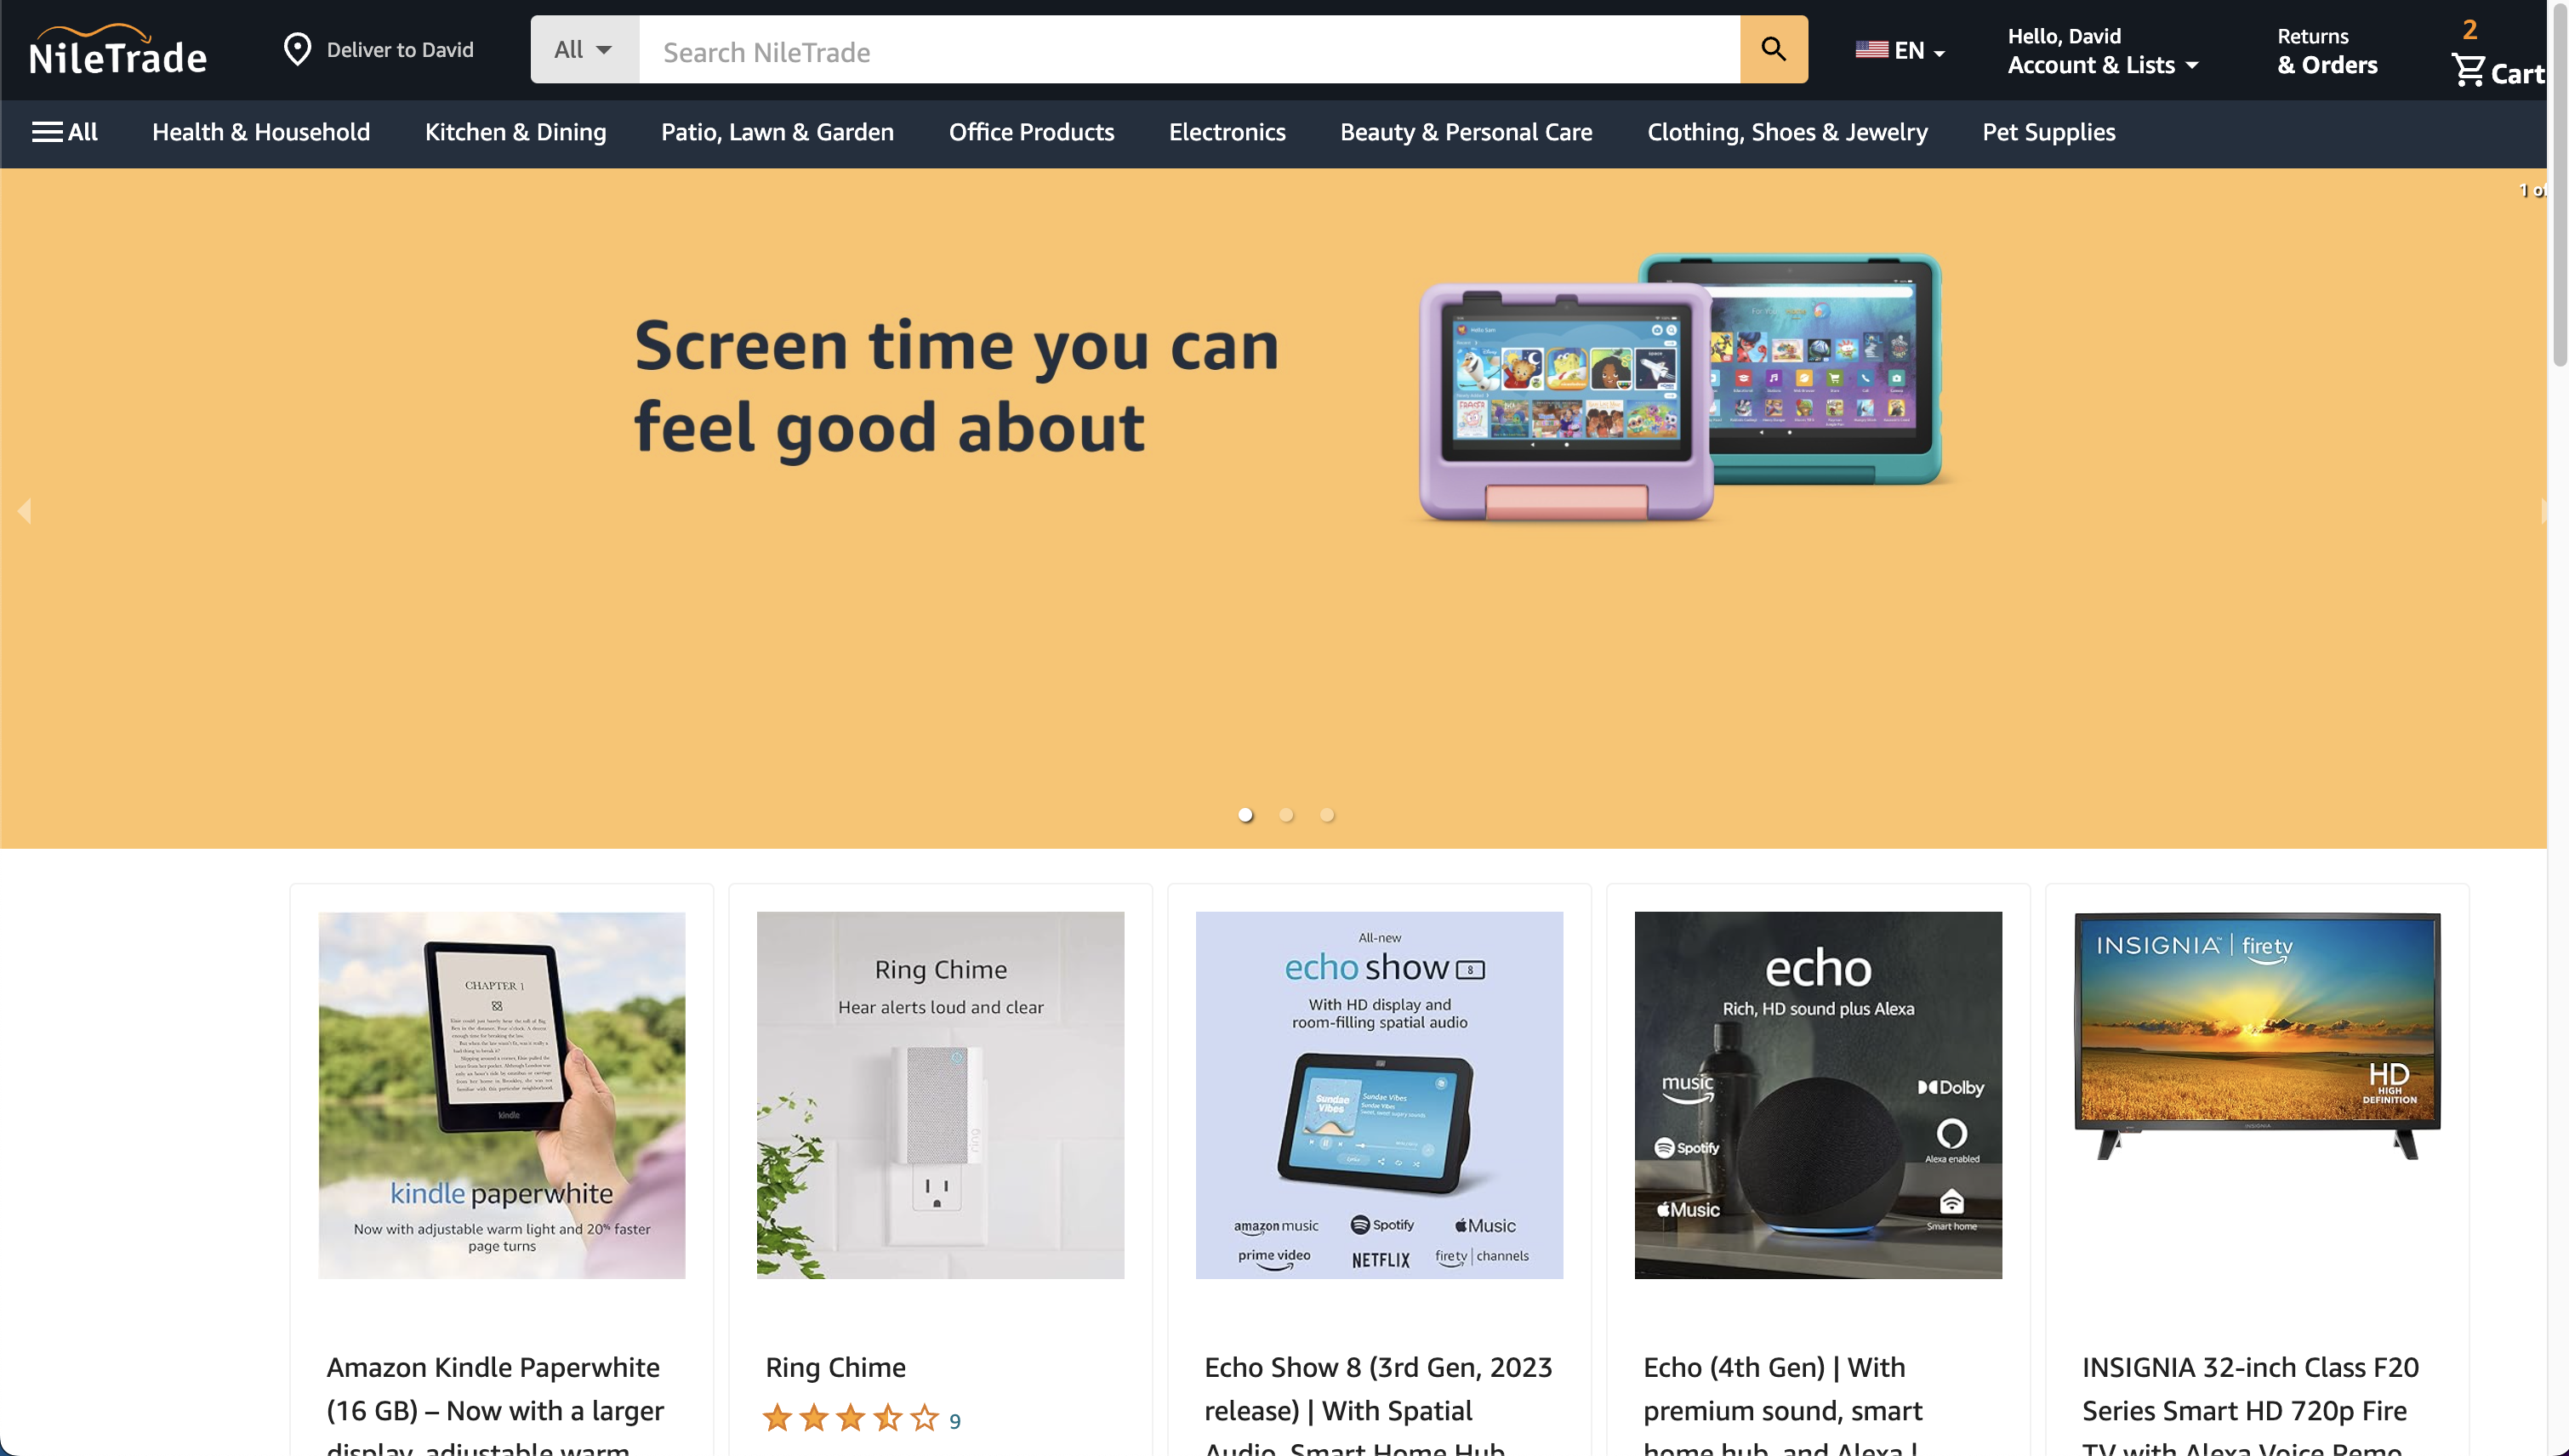 NileTrade
Deliver to David
All
Search NileTrade
EN
Hello, David
Account & Lists
Returns
& Orders
2
Cart
All
Health & Household
Kitchen & Dining
Patio, Lawn & Garden
Office Products
Electronics
Beauty & Personal Care
Clothing, Shoes & Jewelry
Pet Supplies
1 of
Screen time you can
feel good about
Hello Sam
CHAPTER 1
kindle
kindle paperwhite
Now with adjustable warm light and 20% faster
page turns
Ring Chime
Hear alerts loud and clear
ring
All-new
echo show 8
With HD display and
room-filling spatial audio
Sundae
Vibes
Sundae Vibes
amazon music
Spotify
Music
prime video
NETFLIX
firetv | channels
echo
Rich, HD sound plus Alexa
music
Dolby
Spotify
Alexa enabled
Music
Smart home
INSIGNIA™ | firetv
HD
HIGH
DEFINITION
INSIGNIA
Amazon Kindle Paperwhite
(16 GB) – Now with a larger
display, adjustable warm
Ring Chime
9
Echo Show 8 (3rd Gen, 2023
release) | With Spatial
Audio, Smart Home Hub,
Echo (4th Gen) | With
premium sound, smart
home hub, and Alexa |
INSIGNIA 32-inch Class F20
Series Smart HD 720p Fire
TV with Alexa Voice Remo